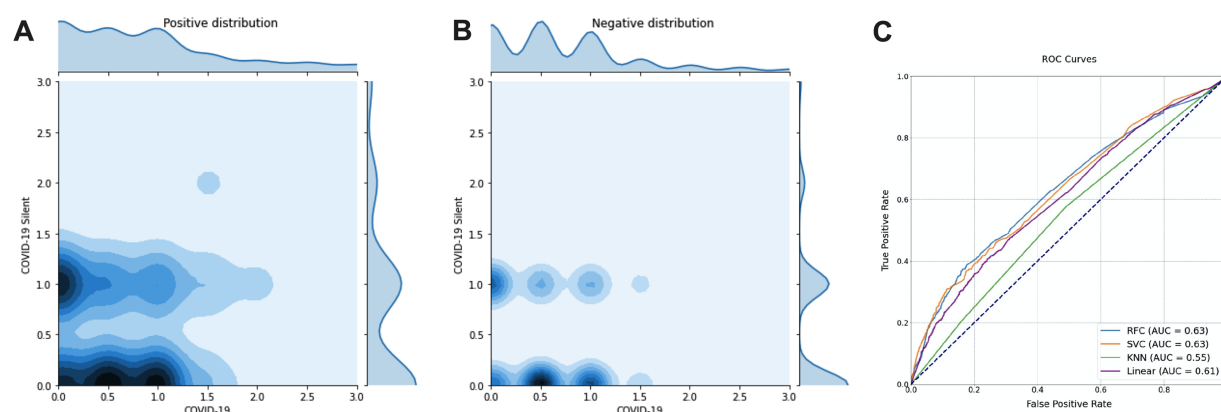 A
Positive distribution
3.0
2.5
2.0
1.5
1.0
0.5
0.0
COVID-19 Silent
0.0 0.5 1.0 1.5 2.0 2.5 3.0
COVID-19
B
Negative distribution
3.0
2.5
2.0
1.5
1.0
0.5
0.0
COVID-19 Silent
0.0 0.5 1.0 1.5 2.0 2.5 3.0
COVID-19
C
ROC Curves
1.0
0.8
0.6
0.4
0.2
0.0
True Positive Rate
RFC (AUC = 0.63)
SVC (AUC = 0.63)
KNN (AUC = 0.55)
Linear (AUC = 0.61)
0.2 0.4 0.6 0.8
False Positive Rate